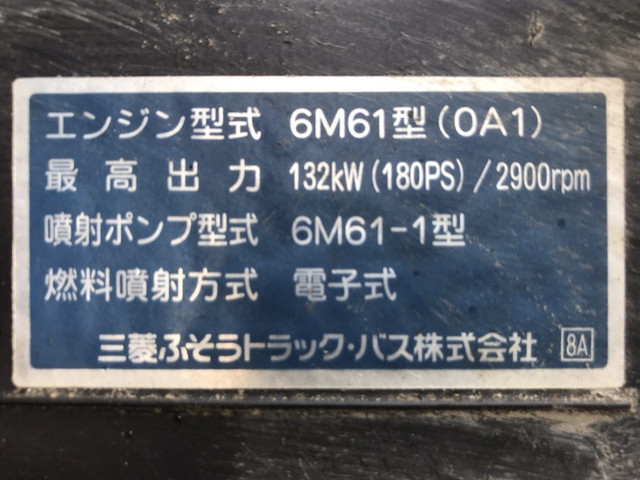 エンジン型式 6M61型(0A1)
最高出力 132kW(180PS)/2900rpm
噴射ポンプ型式 6M61-1型
燃料噴射方式 電子式
三菱ふそうトラック・バス株式会社 8A